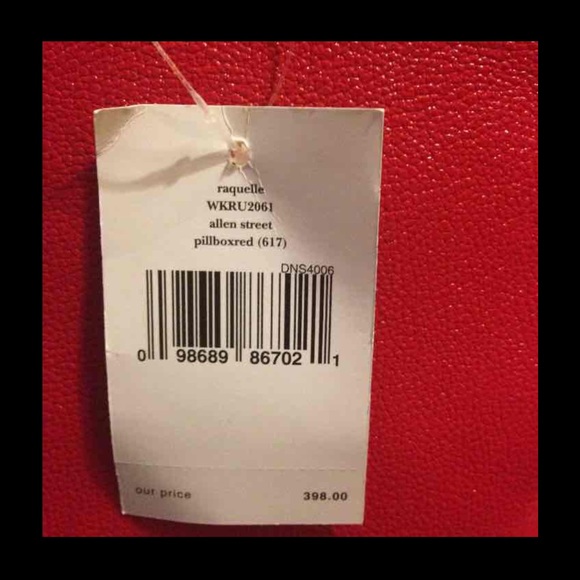 raquelle
WKRU2061
allen street
pillboxred (617)
DNS4006
0 98689 86702 1
our price 398.00